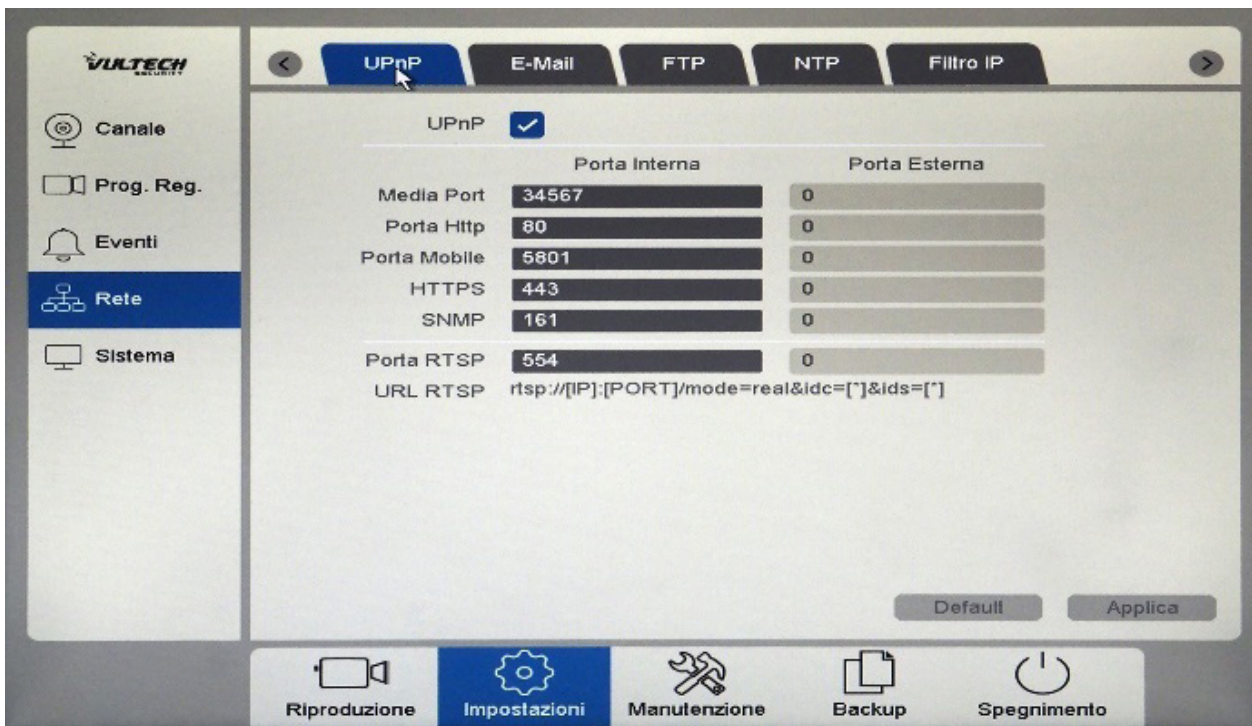 VULTECH
SECURITY
Canale
Prog. Reg.
Eventi
Rete
Sistema
UPnP E-Mail FTP NTP Filtro IP
UPnP
Porta Interna Porta Esterna
Media Port 34567 0
Porta Http 80 0
Porta Mobile 5801 0
HTTPS 443 0
SNMP 161 0
Porta RTSP 554 0
URL RTSP rtsp://[IP]:[PORT]/mode=real&idc=[*]&ids=[*]
Default Applica
Riproduzione Impostazioni Manutenzione Backup Spegnimento